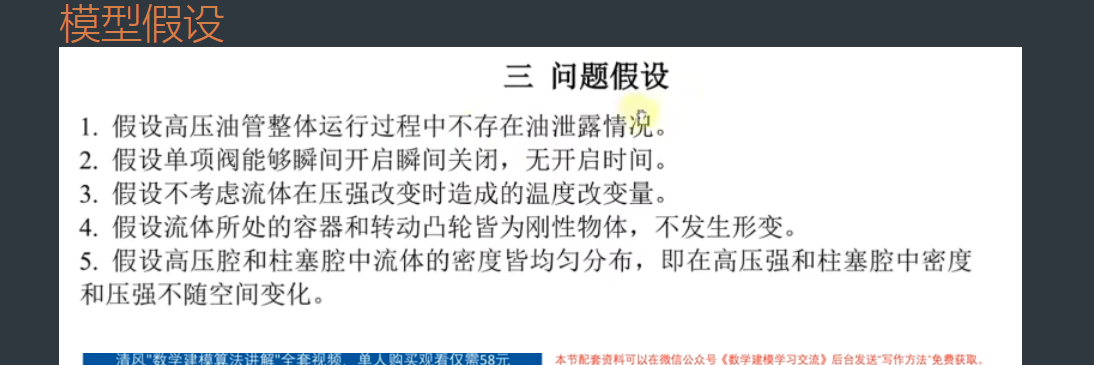 模型假设
三 问题假设
1. 假设高压油管整体运行过程中不存在油泄露情况。
2. 假设单项阀能够瞬间开启瞬间关闭，无开启时间。
3. 假设不考虑流体在压强改变时造成的温度改变量。
4. 假设流体所处的容器和转动凸轮皆为刚性物体，不发生形变。
5. 假设高压腔和柱塞腔中流体的密度皆均匀分布，即在高压强和柱塞腔中密度
和压强不随空间变化。
清风"数学建模算法讲解"全套视频，单人购买观看仅需58元
本节配套资料可以在微信公众号《数学建模学习交流》后台发送"写作方法"免费获取。